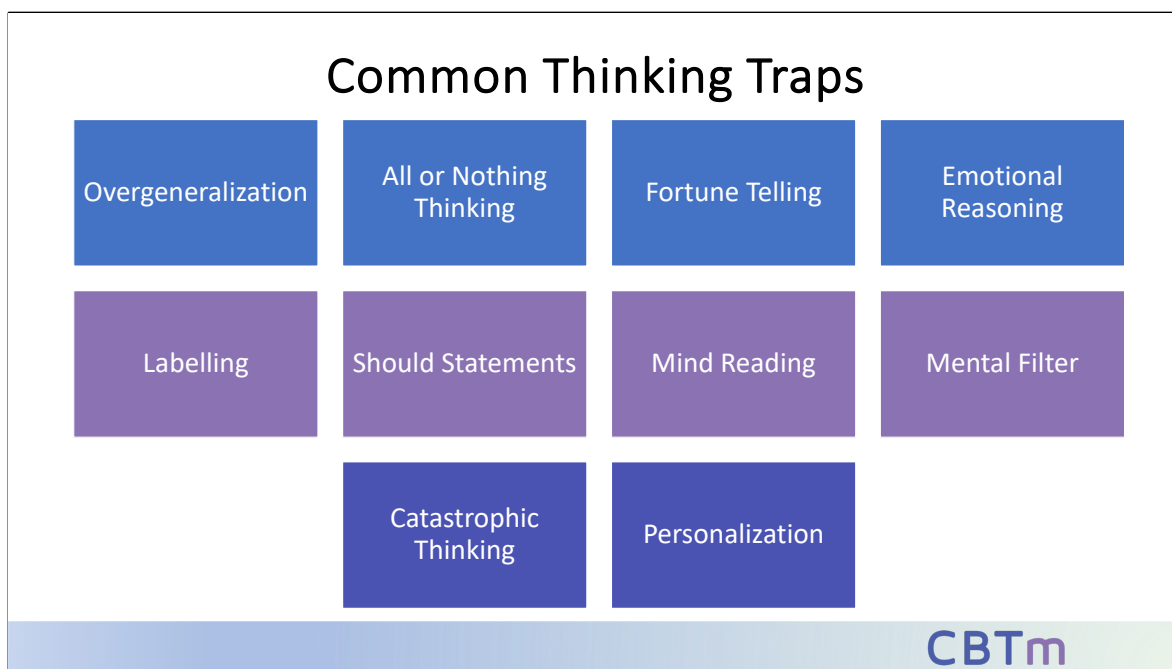 Common Thinking Traps
Overgeneralization
All or Nothing
Thinking
Fortune Telling
Emotional
Reasoning
Labelling
Should Statements
Mind Reading
Mental Filter
Catastrophic
Thinking
Personalization
CBTm